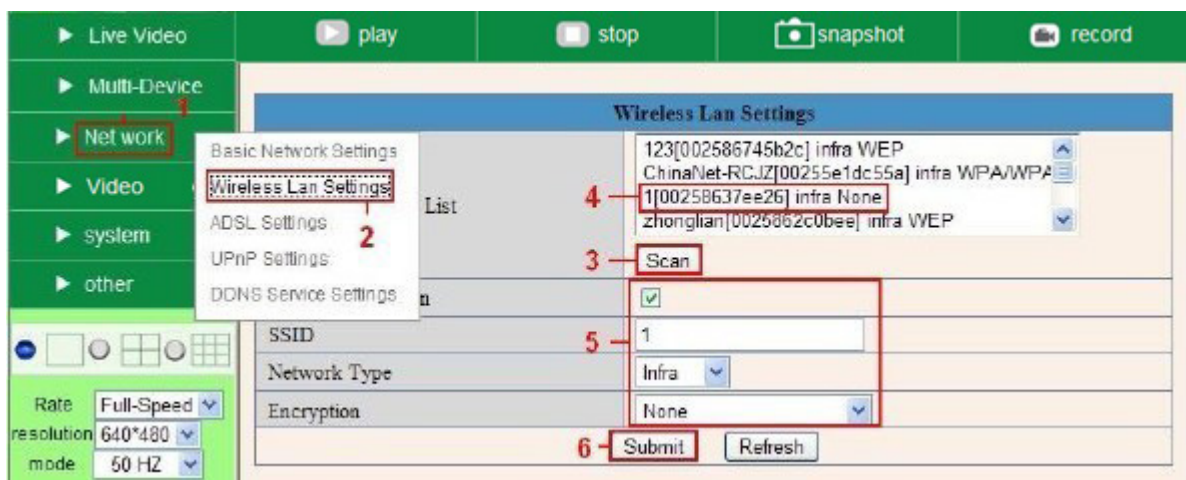 Live Video
play
stop
snapshot
record
Multi-Device
1
Net work
Video
system
other
Basic Network Settings
Wireless Lan Settings
2
ADSL Settings
UPnP Settings
DDNS Service Settings
Wireless Lan Settings
List
123[002586745b2c] infra WEP
ChinaNet-RCJZ[00255e1dc55a] infra WPA/WPA
4
1[00258637ee26] infra None
zhonglian[0025862c0bee] infra WEP
3
Scan
n
SSID
5
1
Network Type
Infra
Encryption
None
6
Submit
Refresh
Rate
Full-Speed
resolution
640*480
mode
50 HZ